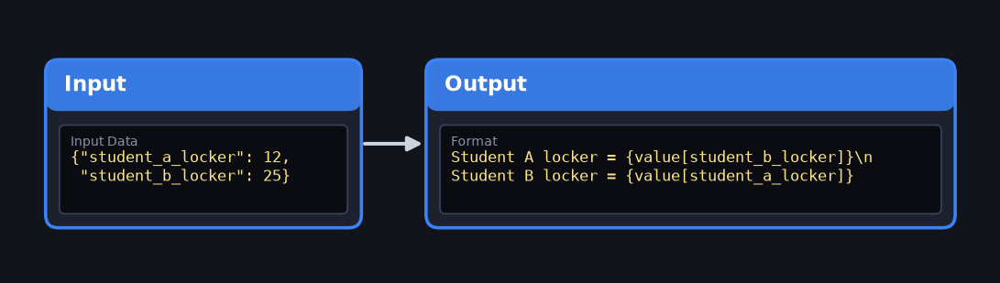 Input
Input Data
{"student_a_locker": 12,
 "student_b_locker": 25}
Output
Format
Student A locker = {value[student_b_locker]}\n
Student B locker = {value[student_a_locker]}